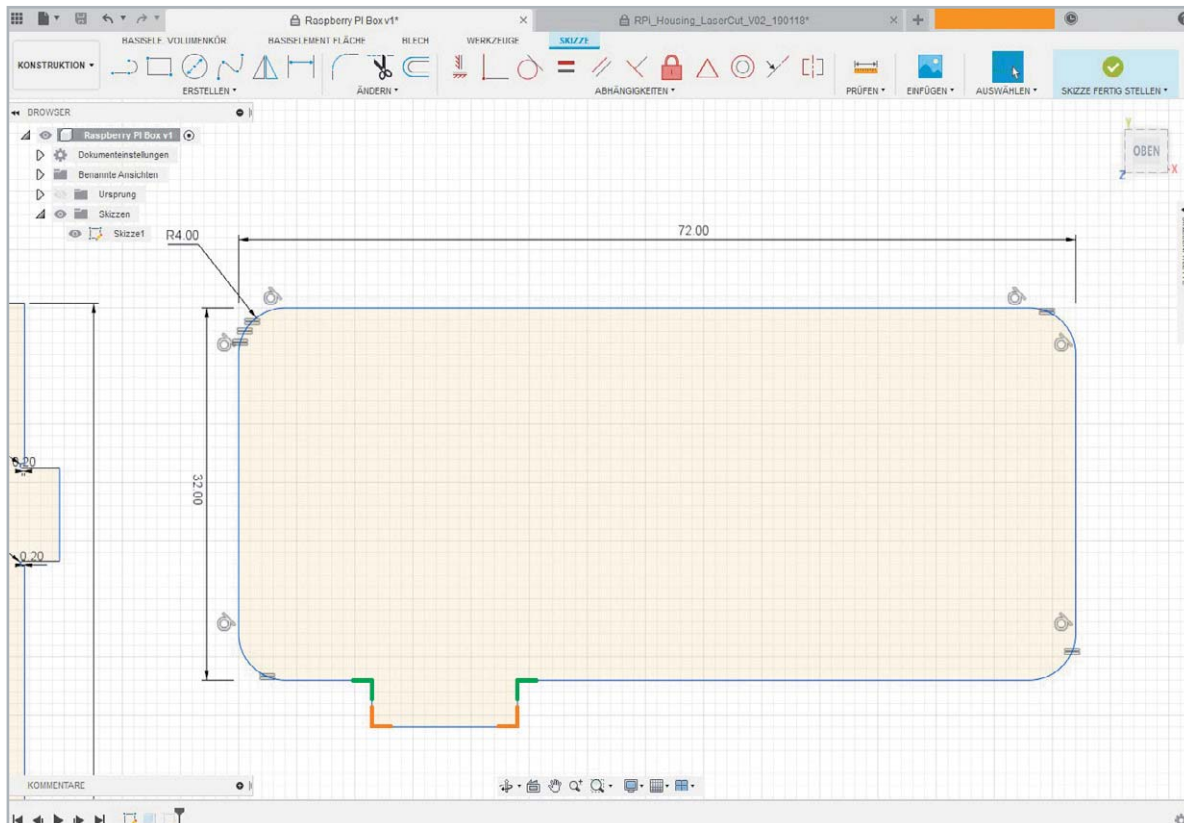 Raspberry PI Box v1*
RPI_Housing_LaserCut_V02_100118*
KONSTRUKTION
BASISELE. VOLUMENKÖR.
BASISELEMENT FLÄCHE
BLECH
WERKZEUGE
SKIZZE
ERSTELLEN
ÄNDERN
ABHÄNGIGKEITEN
PRÜFEN
EINFÜGEN
AUSWÄHLEN
SKIZZE FERTIG STELLEN
BROWSER
Raspberry PI Box v1
Dokumenteinstellungen
Benannte Ansichten
Ursprung
Skizzen
Skizze1
Y
OBEN
Z
X
R4.00
72.00
32.00
0.20
0.20
KOMMENTARE